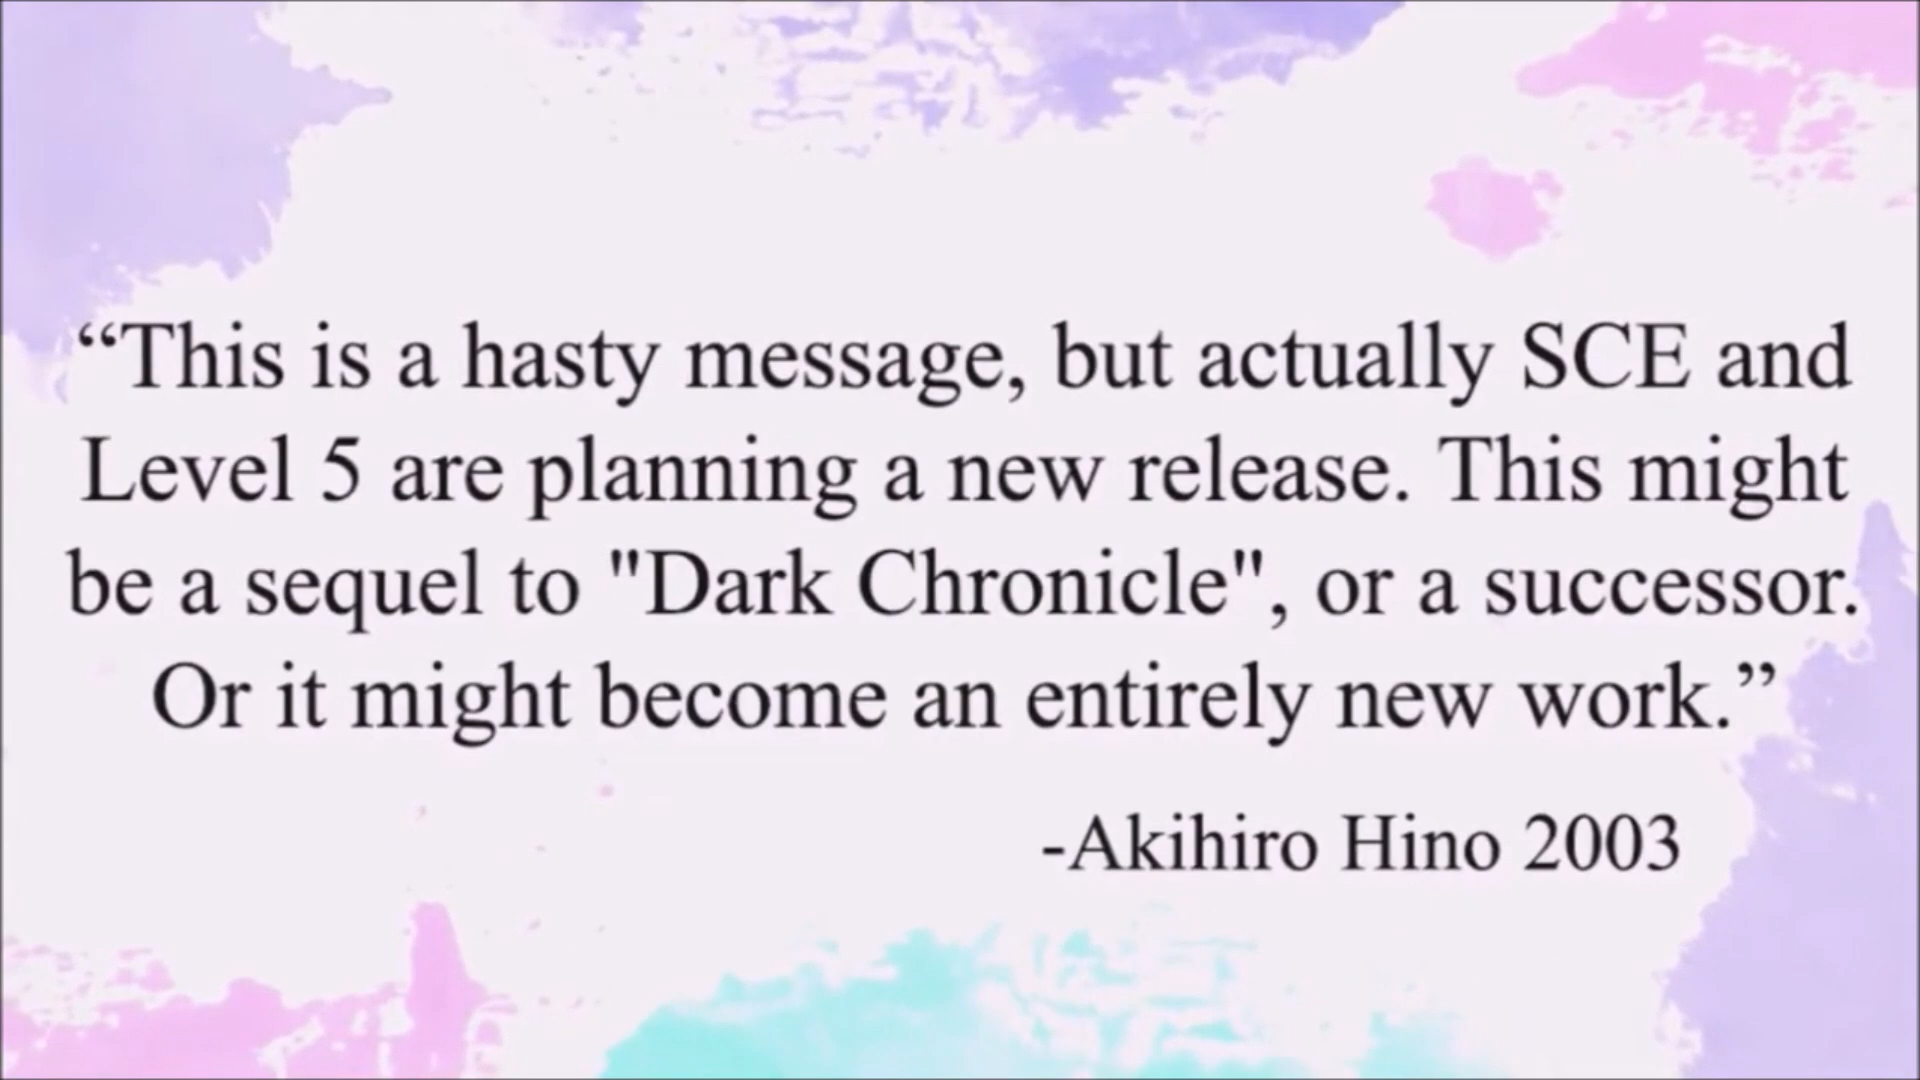 “This is a hasty message, but actually SCE and
Level 5 are planning a new release. This might
be a sequel to "Dark Chronicle", or a successor.
Or it might become an entirely new work.”
-Akihiro Hino 2003